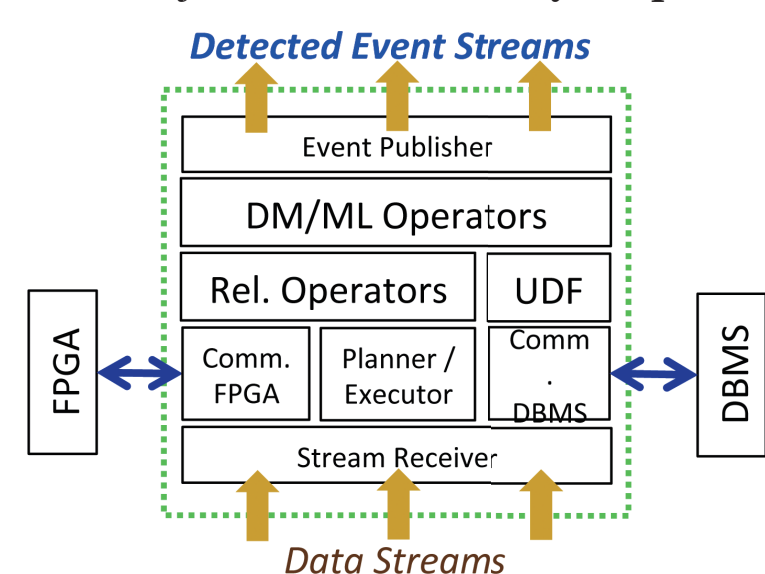 Detected Event Streams
Event Publisher
DM/ML Operators
Rel. Operators
UDF
FPGA
Comm.
FPGA
Planner /
Executor
Comm
.
DBMS
DBMS
Stream Receiver
Data Streams